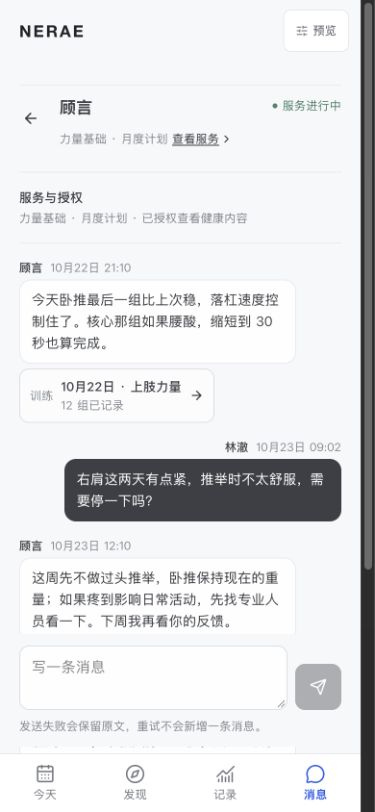 NERAE
预览
顾言
服务进行中
力量基础 · 月度计划 查看服务
服务与授权
力量基础 · 月度计划 · 已授权查看健康内容
顾言 10月22日 21:10
今天卧推最后一组比上次稳，落杠速度控
制住了。核心那组如果腰酸，缩短到 30
秒也算完成。
训练 10月22日 · 上肢力量
12 组已记录
林澈 10月23日 09:02
右肩这两天有点紧，推举时不太舒服，需
要停一下吗？
顾言 10月23日 12:10
这周先不做过头推举，卧推保持现在的重
量；如果疼到影响日常活动，先找专业人
员看一下。下周我再看你的反馈。
写一条消息
发送失败会保留原文，重试不会新增一条消息。
今天 发现 记录 消息